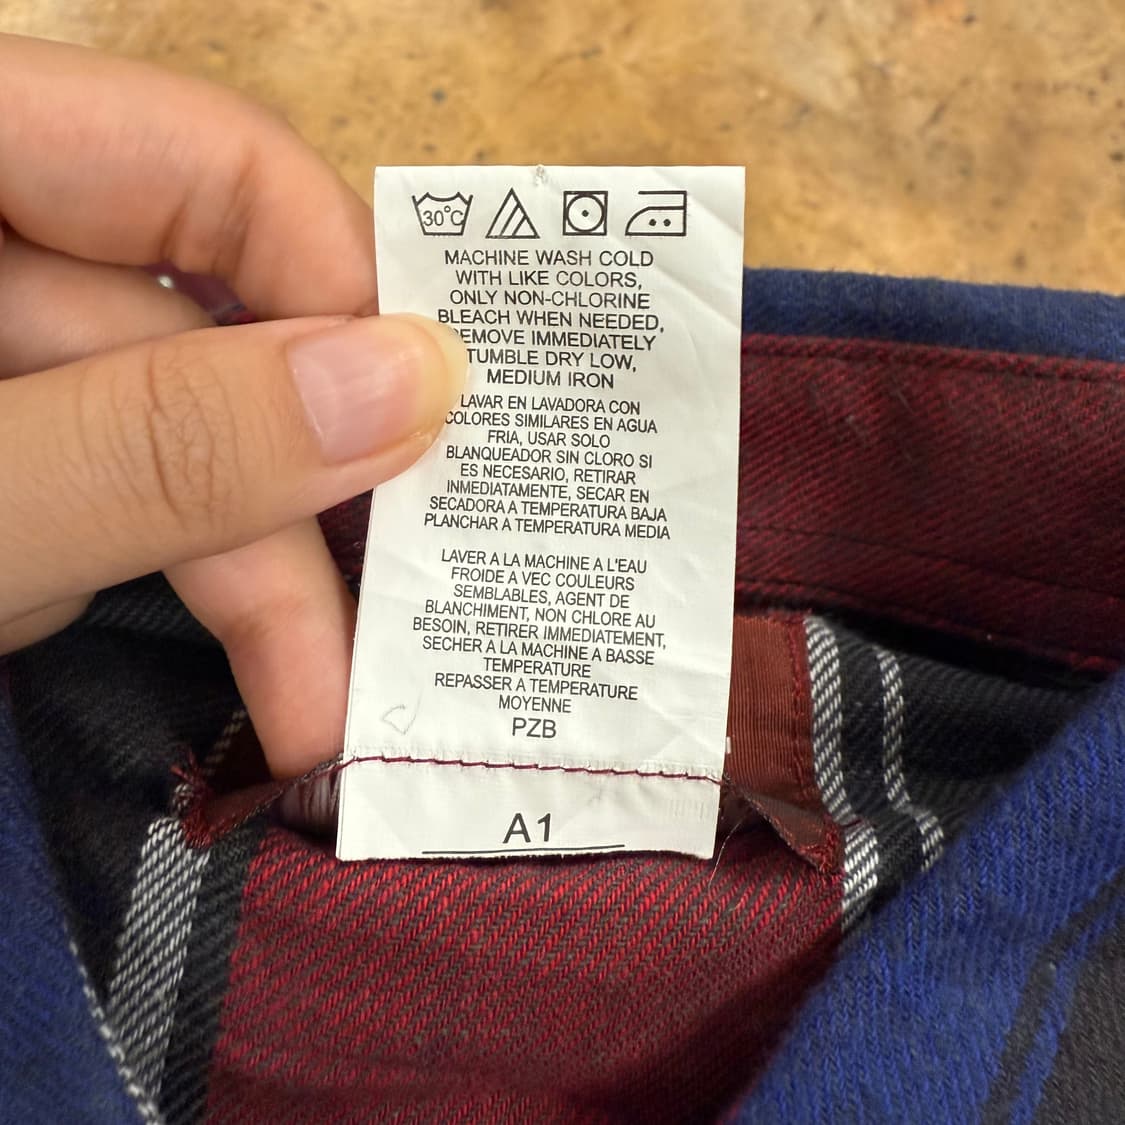 30°C
MACHINE WASH COLD
WITH LIKE COLORS,
ONLY NON-CHLORINE
BLEACH WHEN NEEDED,
REMOVE IMMEDIATELY
TUMBLE DRY LOW,
MEDIUM IRON
LAVAR EN LAVADORA CON
COLORES SIMILARES EN AGUA
FRIA, USAR SOLO
BLANQUEADOR SIN CLORO SI
ES NECESARIO, RETIRAR
INMEDIATAMENTE, SECAR EN
SECADORA A TEMPERATURA BAJA
PLANCHAR A TEMPERATURA MEDIA
LAVER A LA MACHINE A L'EAU
FROIDE A VEC COULEURS
SEMBLABLES, AGENT DE
BLANCHIMENT, NON CHLORE AU
BESOIN, RETIRER IMMEDIATEMENT,
SECHER A LA MACHINE A BASSE
TEMPERATURE
REPASSER A TEMPERATURE
MOYENNE
PZB
A1